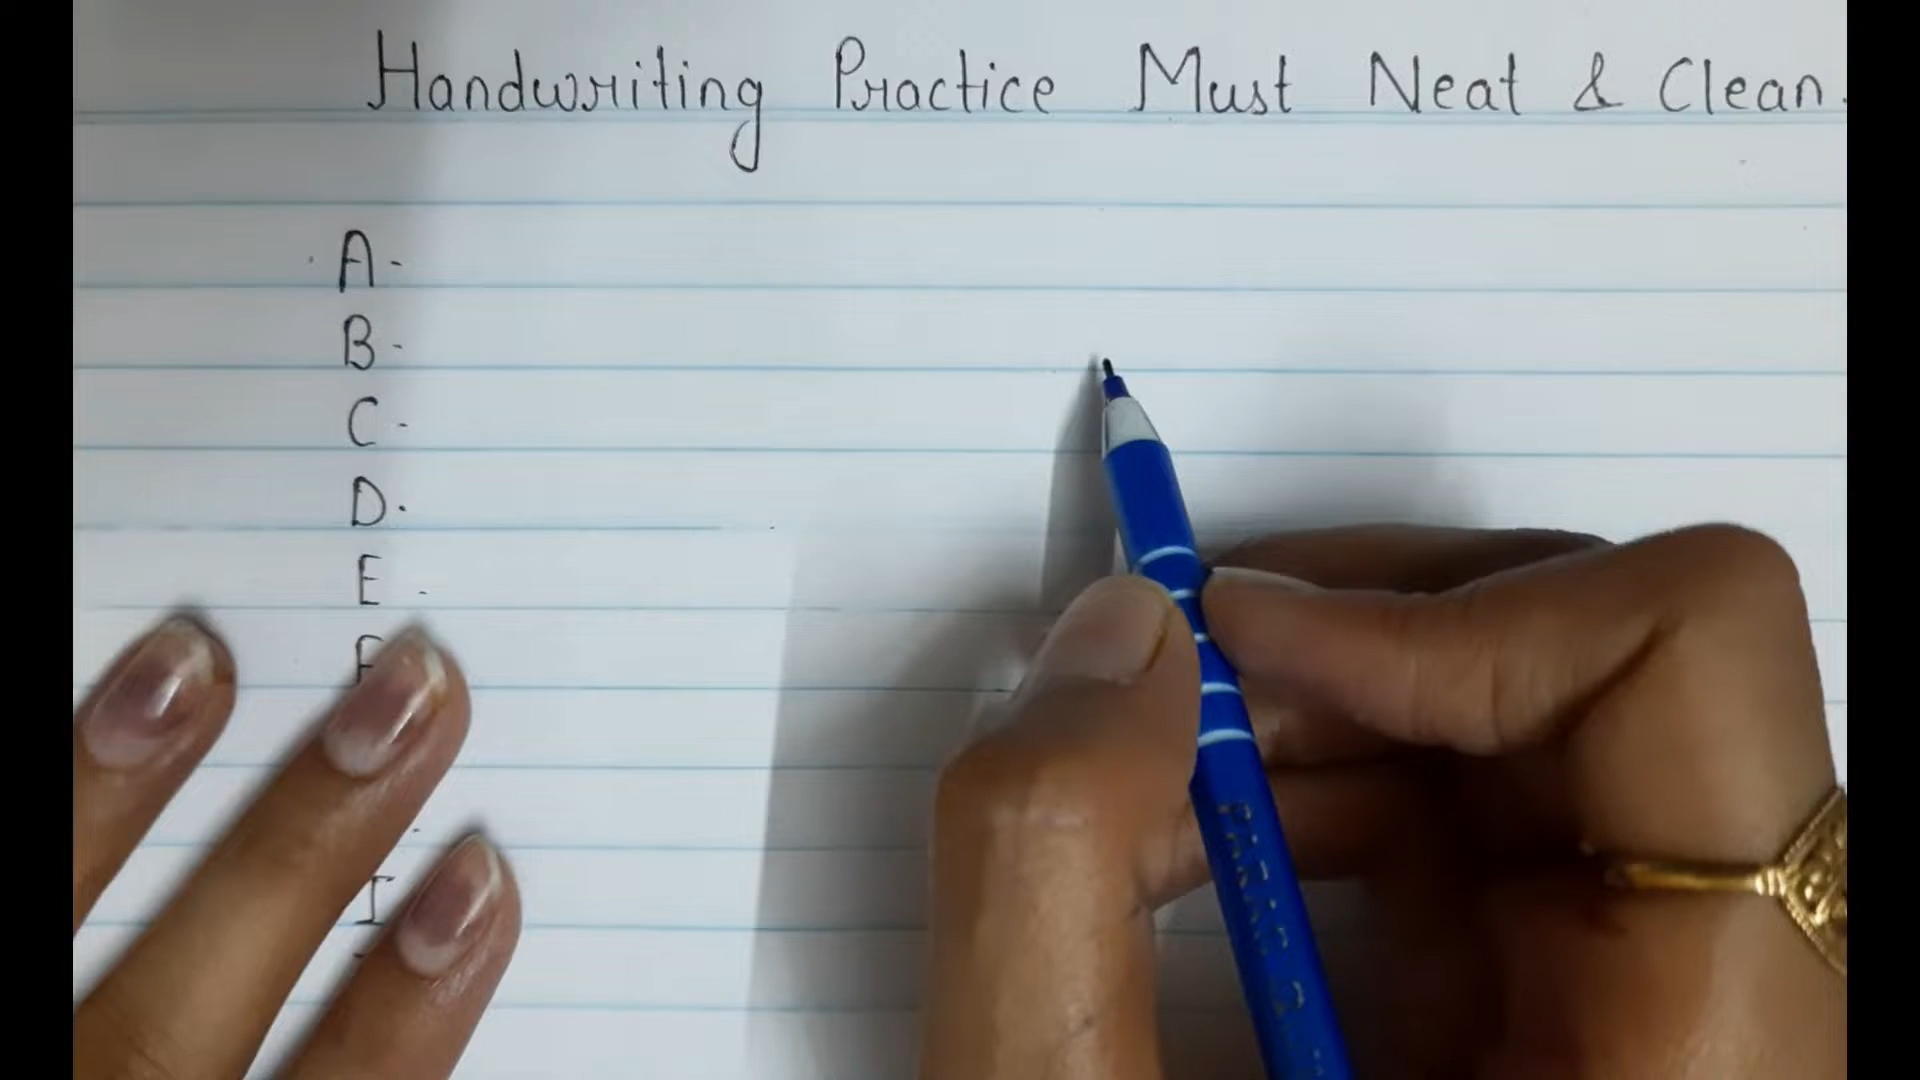 Handwriting Practice Must Neat & Clean.
A-
B-
C-
D.
E-
F
I